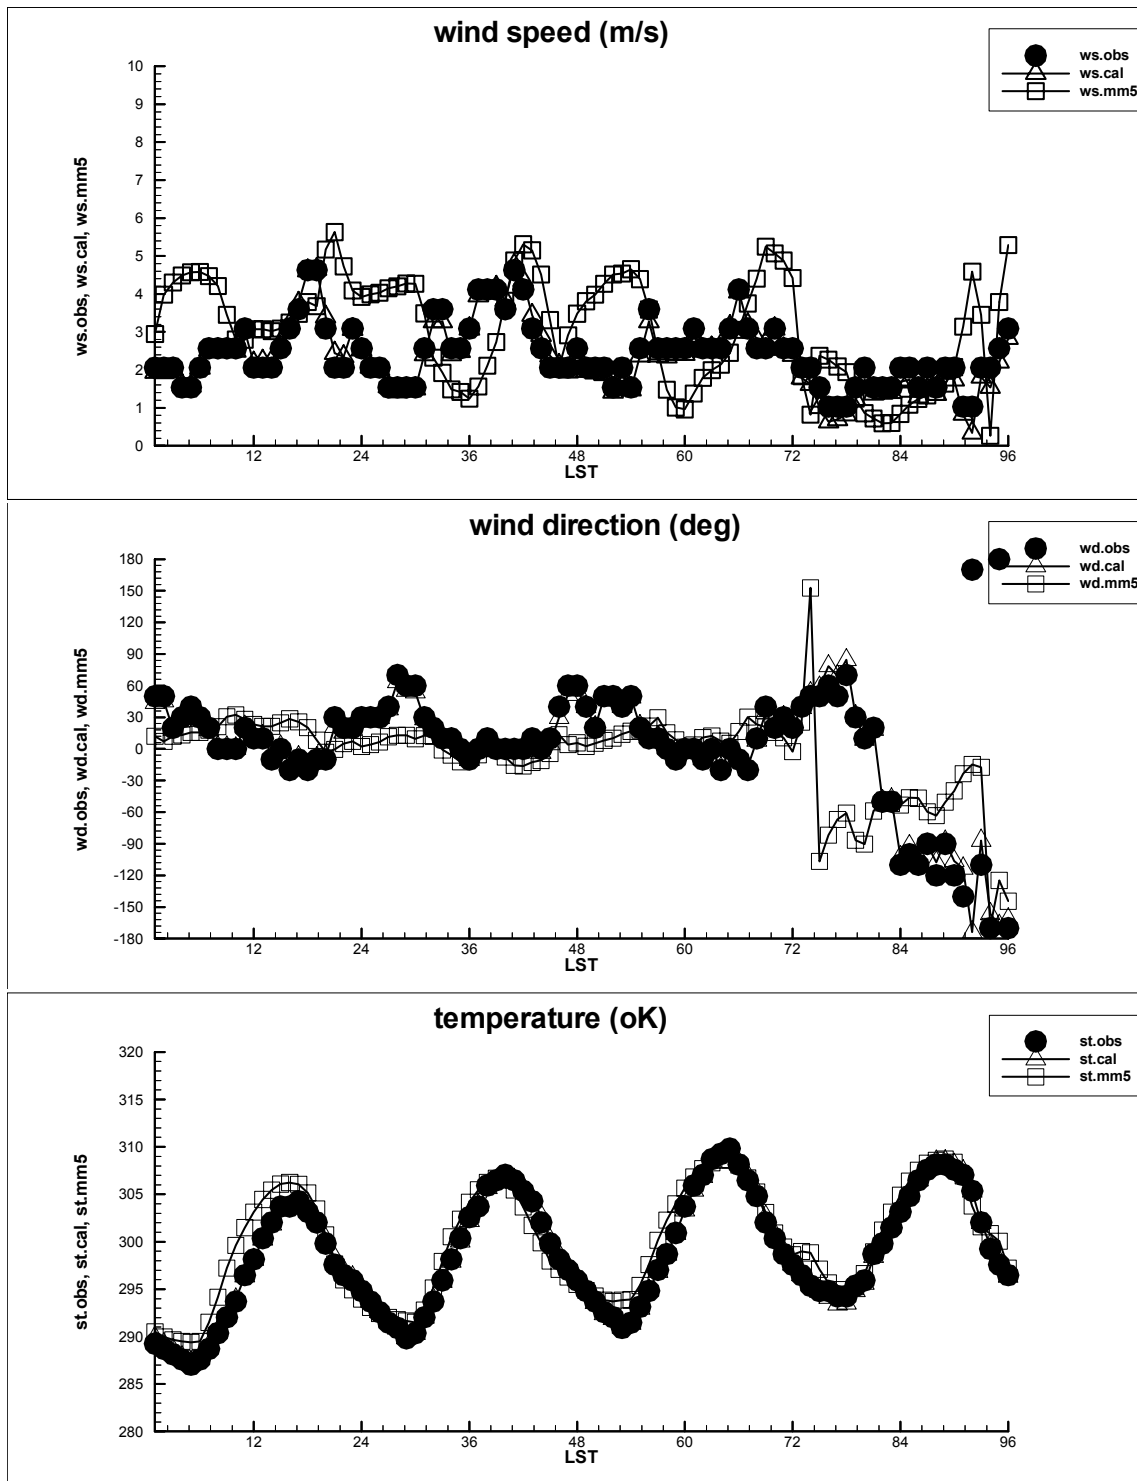 wind speed (m/s)
ws.obs
ws.cal
ws.mm5
ws.obs, ws.cal, ws.mm5
10
9
8
7
6
5
4
3
2
1
0
12 24 36 48 60 72 84 96
LST
wind direction (deg)
wd.obs
wd.cal
wd.mm5
wd.obs, wd.cal, wd.mm5
180
150
120
90
60
30
0
-30
-60
-90
-120
-150
-180
12 24 36 48 60 72 84 96
LST
temperature (oK)
st.obs
st.cal
st.mm5
st.obs, st.cal, st.mm5
320
315
310
305
300
295
290
285
280
12 24 36 48 60 72 84 96
LST